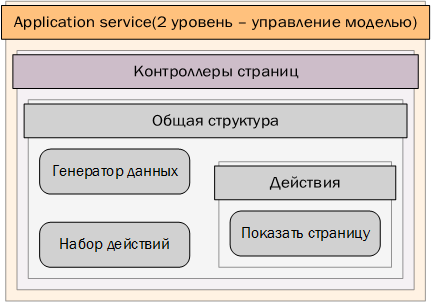 Application service(2 уровень – управление моделью)
Контроллеры страниц
Общая структура
Генератор данных
Действия
Набор действий
Показать страницу